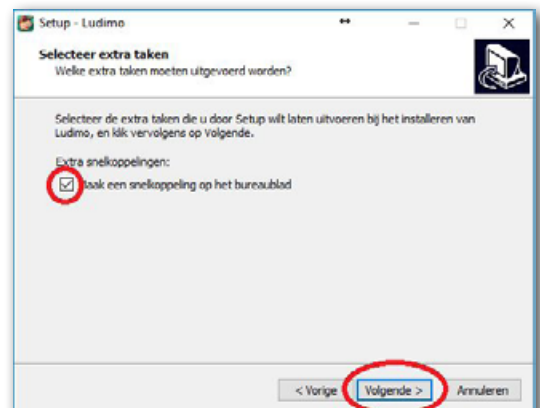 Setup - Ludimo
Selecteer extra taken
Welke extra taken moeten uitgevoerd worden?
Selecteer de extra taken die u door Setup wilt laten uitvoeren bij het installeren van
Ludimo, en klik vervolgens op Volgende.
Extra snelkoppelingen:
Maak een snelkoppeling op het bureaublad
< Vorige
Volgende >
Annuleren